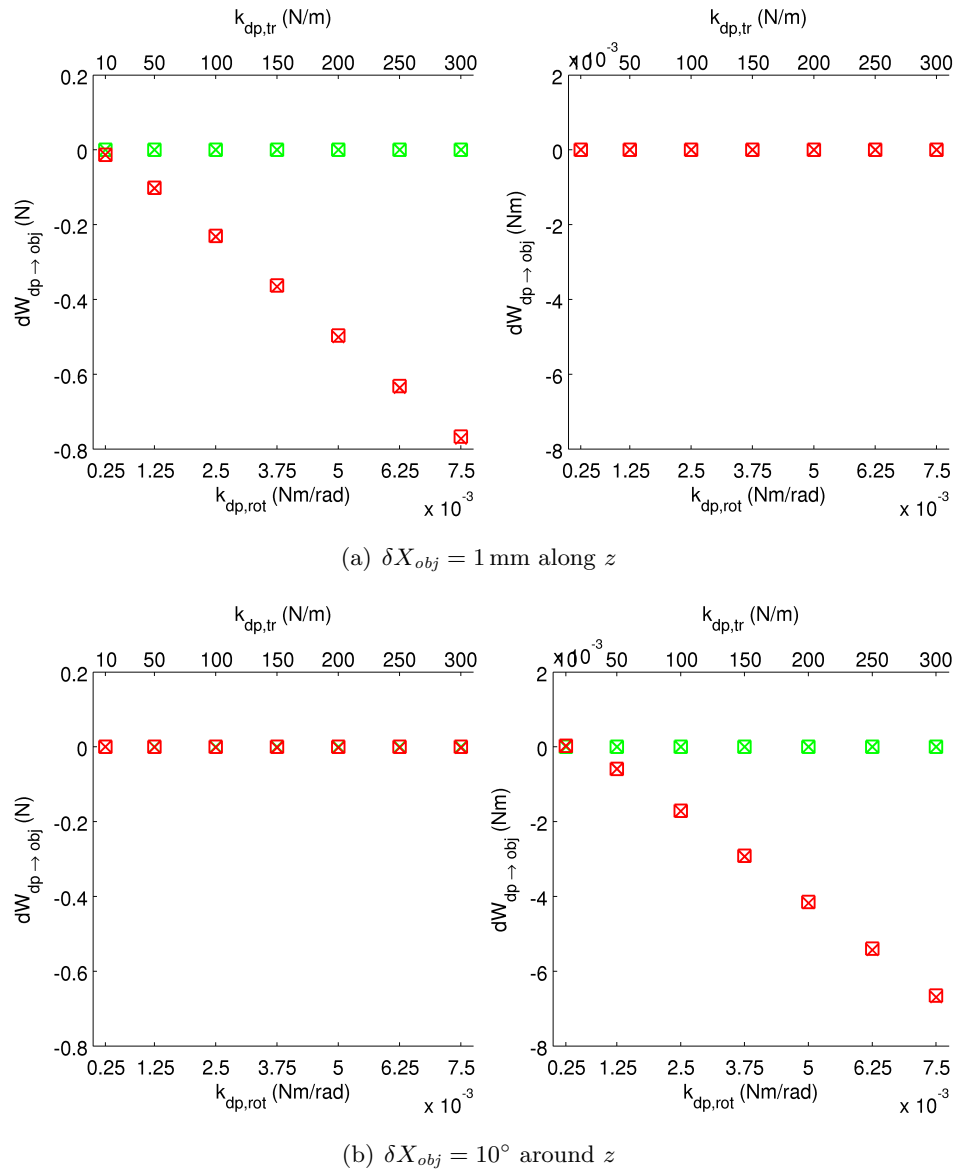 k_dp,tr (N/m)
10 50 100 150 200 250 300
0.2
0
-0.2
-0.4
-0.6
-0.8
dW_dp → obj (N)
0.25 1.25 2.5 3.75 5 6.25 7.5
k_dp,rot (Nm/rad)
x 10^-3
k_dp,tr (N/m)
x 10^-3
10 50 100 150 200 250 300
2
0
-2
-4
-6
-8
dW_dp → obj (Nm)
0.25 1.25 2.5 3.75 5 6.25 7.5
k_dp,rot (Nm/rad)
x 10^-3
(a) δX_obj = 1 mm along z
k_dp,tr (N/m)
10 50 100 150 200 250 300
0.2
0
-0.2
-0.4
-0.6
-0.8
dW_dp → obj (N)
0.25 1.25 2.5 3.75 5 6.25 7.5
k_dp,rot (Nm/rad)
x 10^-3
k_dp,tr (N/m)
x 10^-3
10 50 100 150 200 250 300
2
0
-2
-4
-6
-8
dW_dp → obj (Nm)
0.25 1.25 2.5 3.75 5 6.25 7.5
k_dp,rot (Nm/rad)
x 10^-3
(b) δX_obj = 10° around z